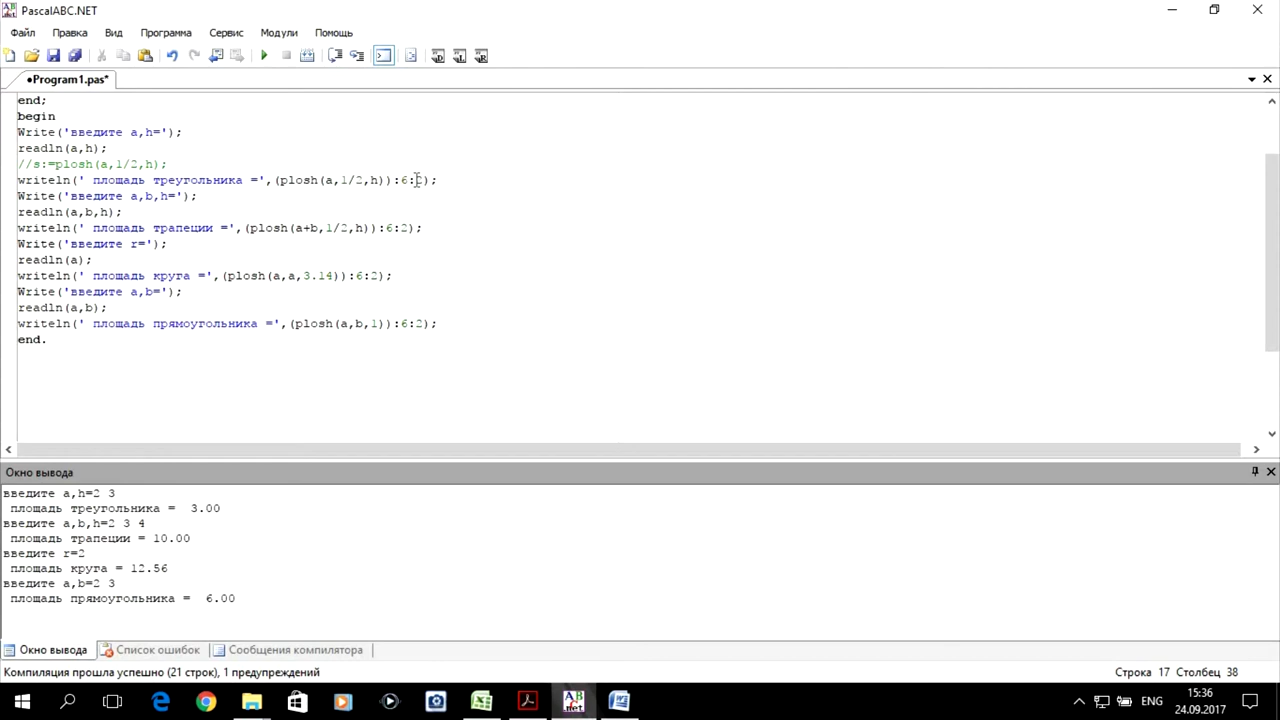 PascalABC.NET
Файл Правка Вид Программа Сервис Модули Помощь
●Program1.pas*
end;
begin
Write('введите a,h=');
readln(a,h);
//s:=plosh(a,1/2,h);
writeln(' площадь треугольника =',(plosh(a,1/2,h)):6:2);
Write('введите a,b,h=');
readln(a,b,h);
writeln(' площадь трапеции =',(plosh(a+b,1/2,h)):6:2);
Write('введите r=');
readln(a);
writeln(' площадь круга =',(plosh(a,a,3.14)):6:2);
Write('введите a,b=');
readln(a,b);
writeln(' площадь прямоугольника =',(plosh(a,b,1)):6:2);
end.
Окно вывода
введите a,h=2 3
площадь треугольника =  3.00
введите a,b,h=2 3 4
площадь трапеции = 10.00
введите r=2
площадь круга = 12.56
введите a,b=2 3
площадь прямоугольника =  6.00
Окно вывода Список ошибок Сообщения компилятора
Компиляция прошла успешно (21 строк), 1 предупреждений Строка 17 Столбец 38
ENG 15:36
24.09.2017